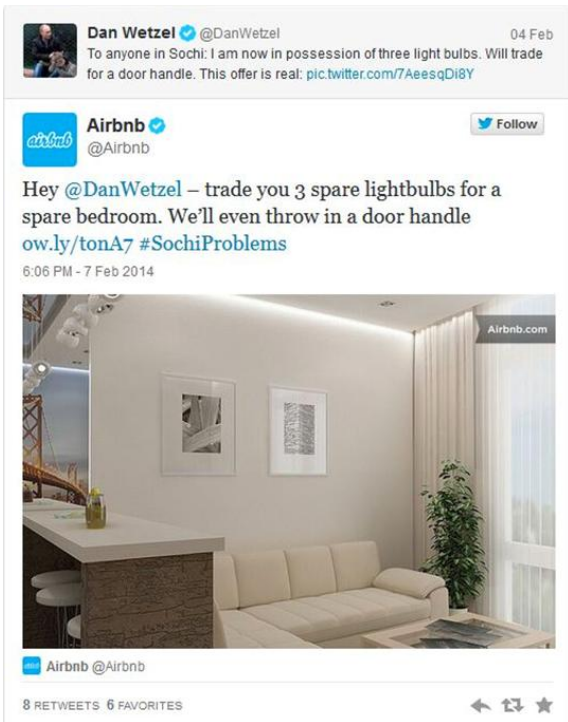 Dan Wetzel @DanWetzel 04 Feb
To anyone in Sochi: I am now in possession of three light bulbs. Will trade
for a door handle. This offer is real: pic.twitter.com/7AeesqDi8Y
airbnb
Airbnb
@Airbnb
Follow
Hey @DanWetzel – trade you 3 spare lightbulbs for a
spare bedroom. We'll even throw in a door handle
ow.ly/tonA7 #SochiProblems
6:06 PM - 7 Feb 2014
Airbnb.com
airbnb Airbnb @Airbnb
8 RETWEETS 6 FAVORITES